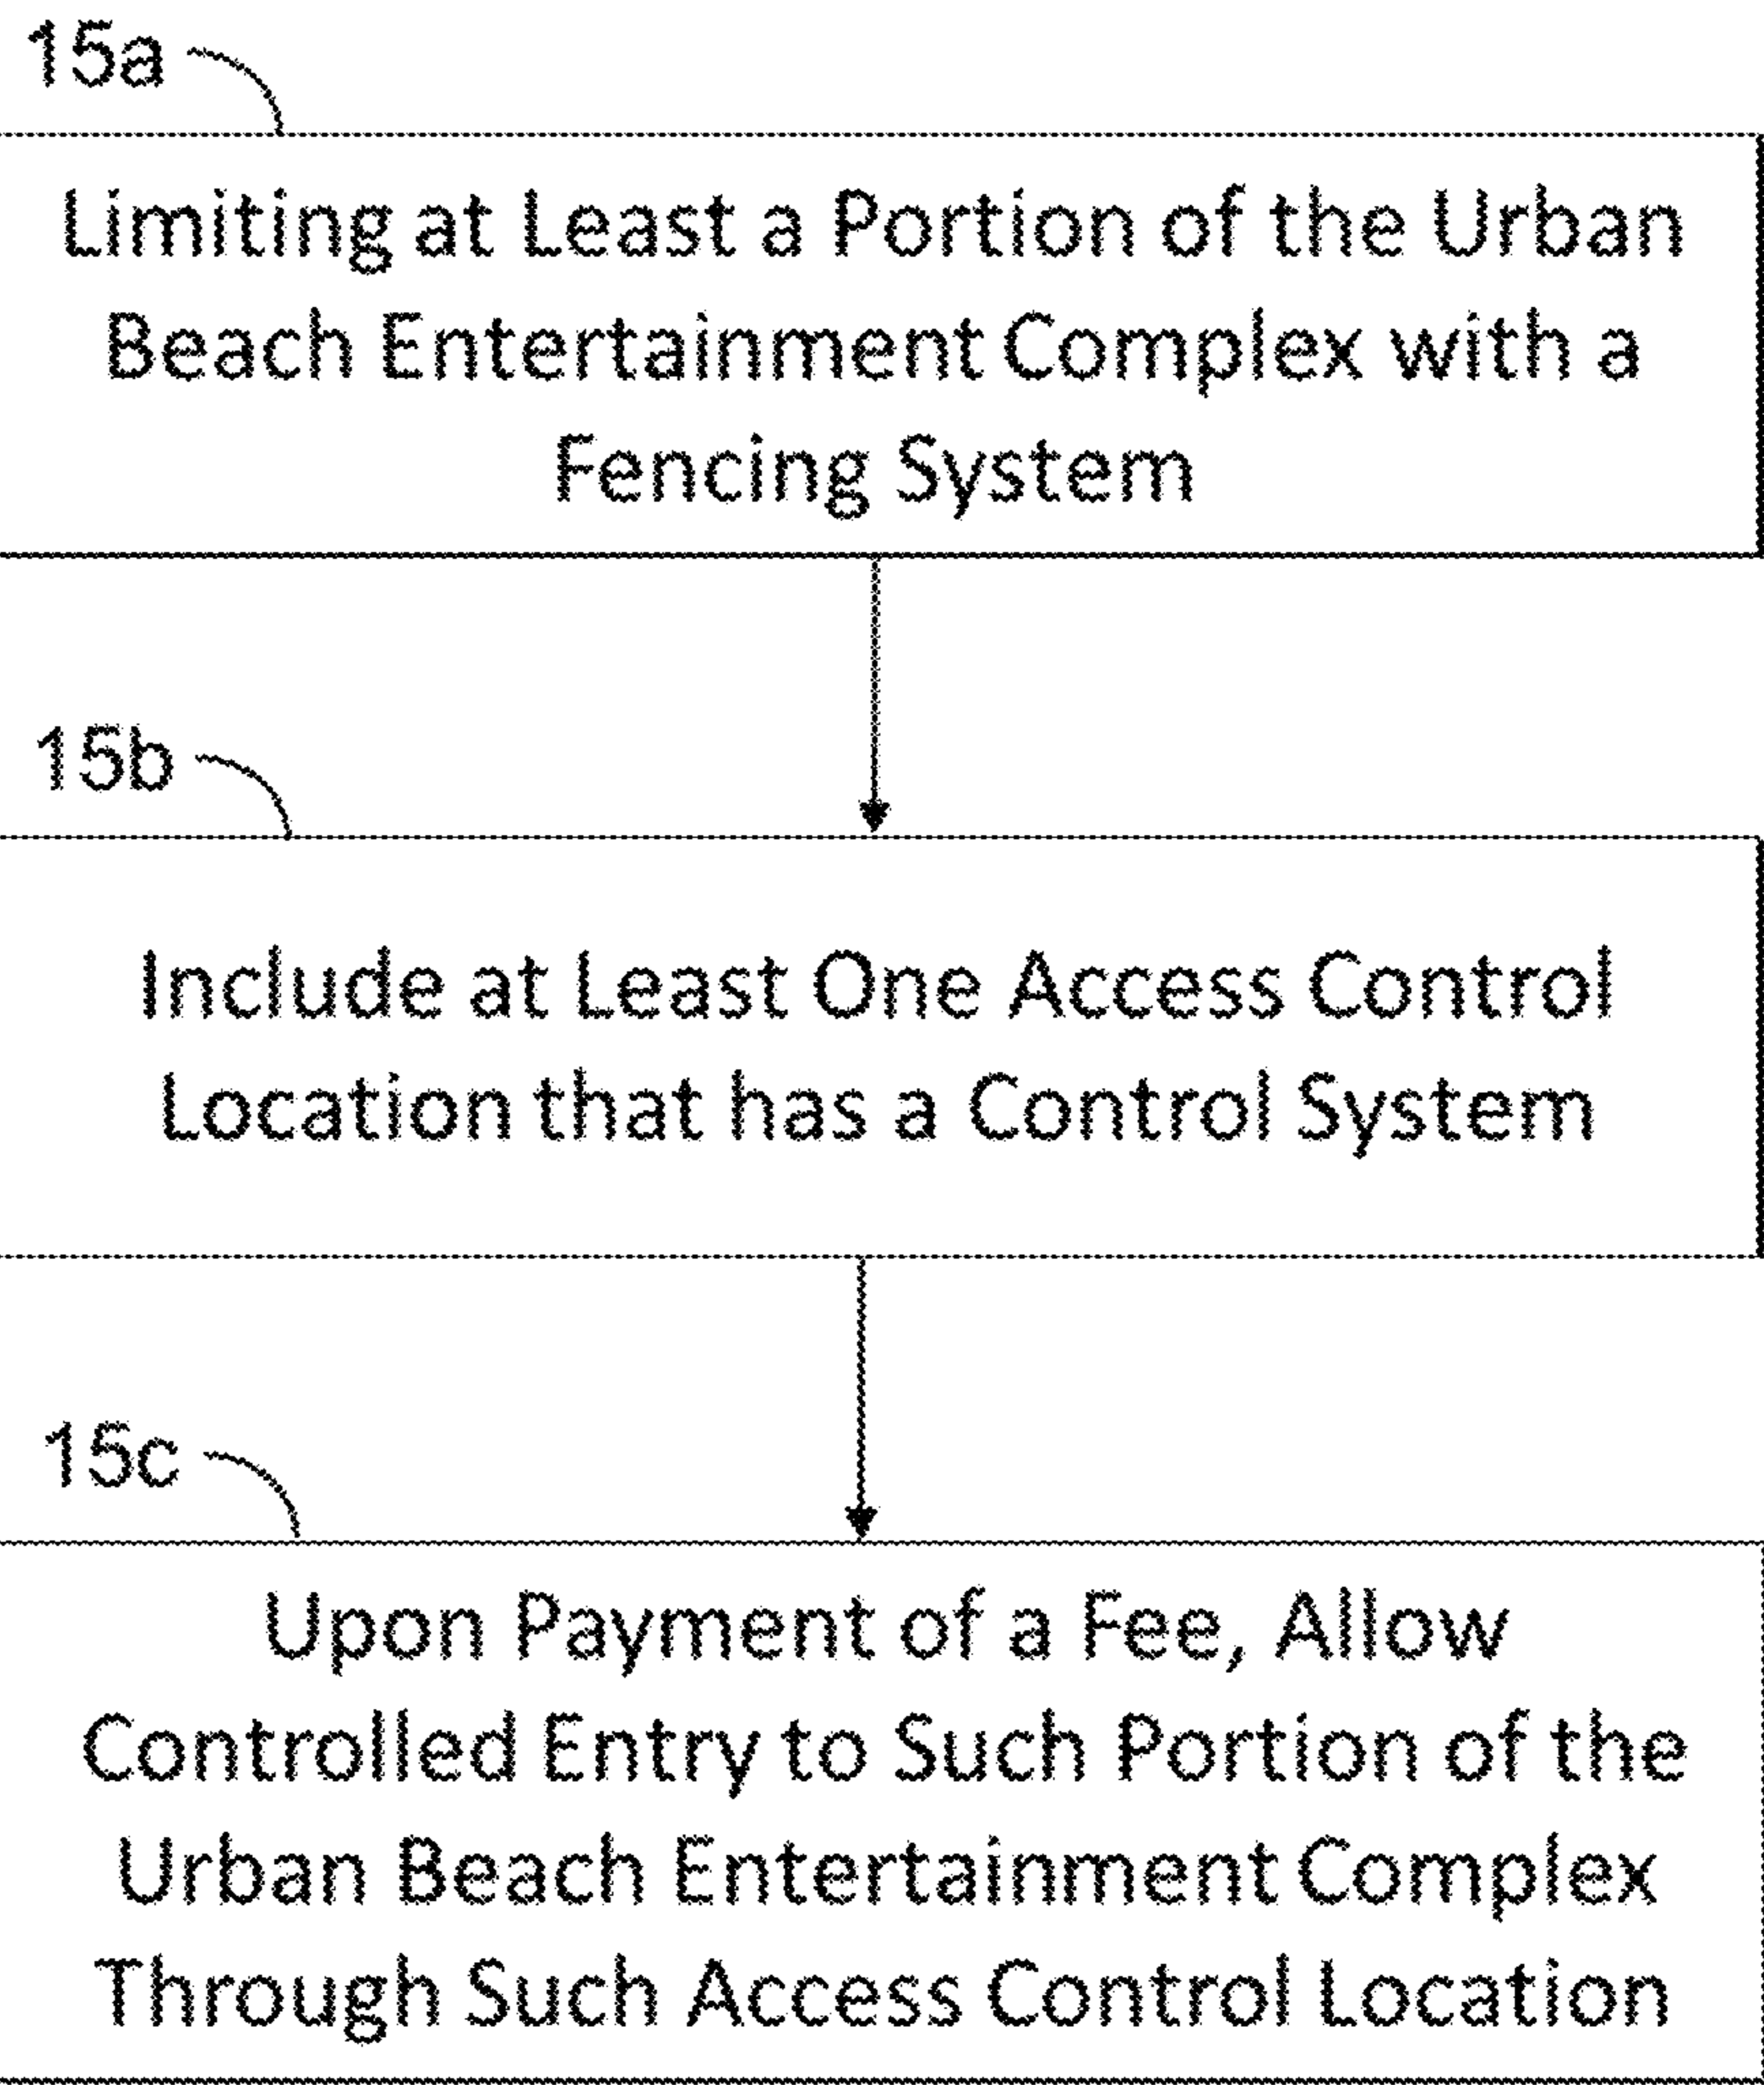 15a
Limiting at Least a Portion of the Urban
Beach Entertainment Complex with a
Fencing System
15b
Include at Least One Access Control
Location that has a Control System
15c
Upon Payment of a Fee, Allow
Controlled Entry to Such Portion of the
Urban Beach Entertainment Complex
Through Such Access Control Location